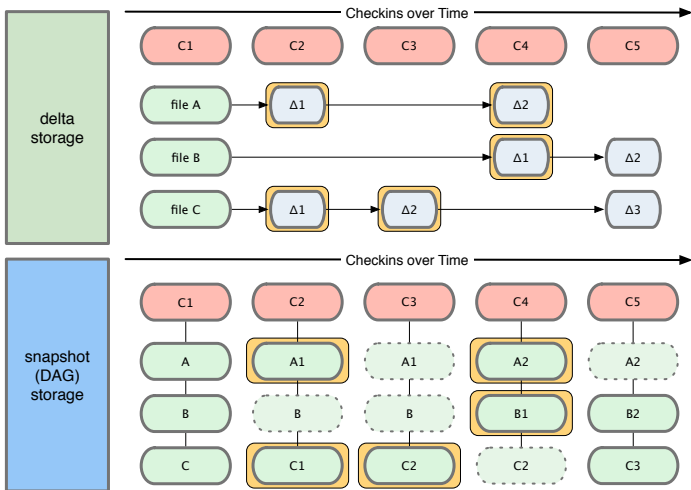 Checkins over Time
C1 C2 C3 C4 C5
delta
storage
file A Δ1 Δ2
file B Δ1 Δ2
file C Δ1 Δ2 Δ3
Checkins over Time
C1 C2 C3 C4 C5
snapshot
(DAG)
storage
A A1 A1 A2 A2
B B B B1 B2
C C1 C2 C2 C3